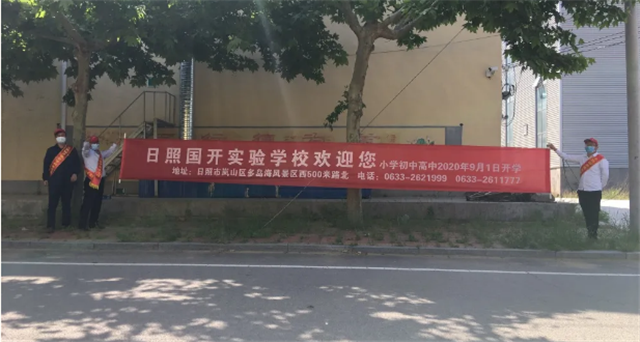 日照国开实验学校欢迎您 小学初中高中2020年9月1日开学
地址：日照市岚山区多岛海风景区西500米路北 电话：0633-2621999 0633-2611777